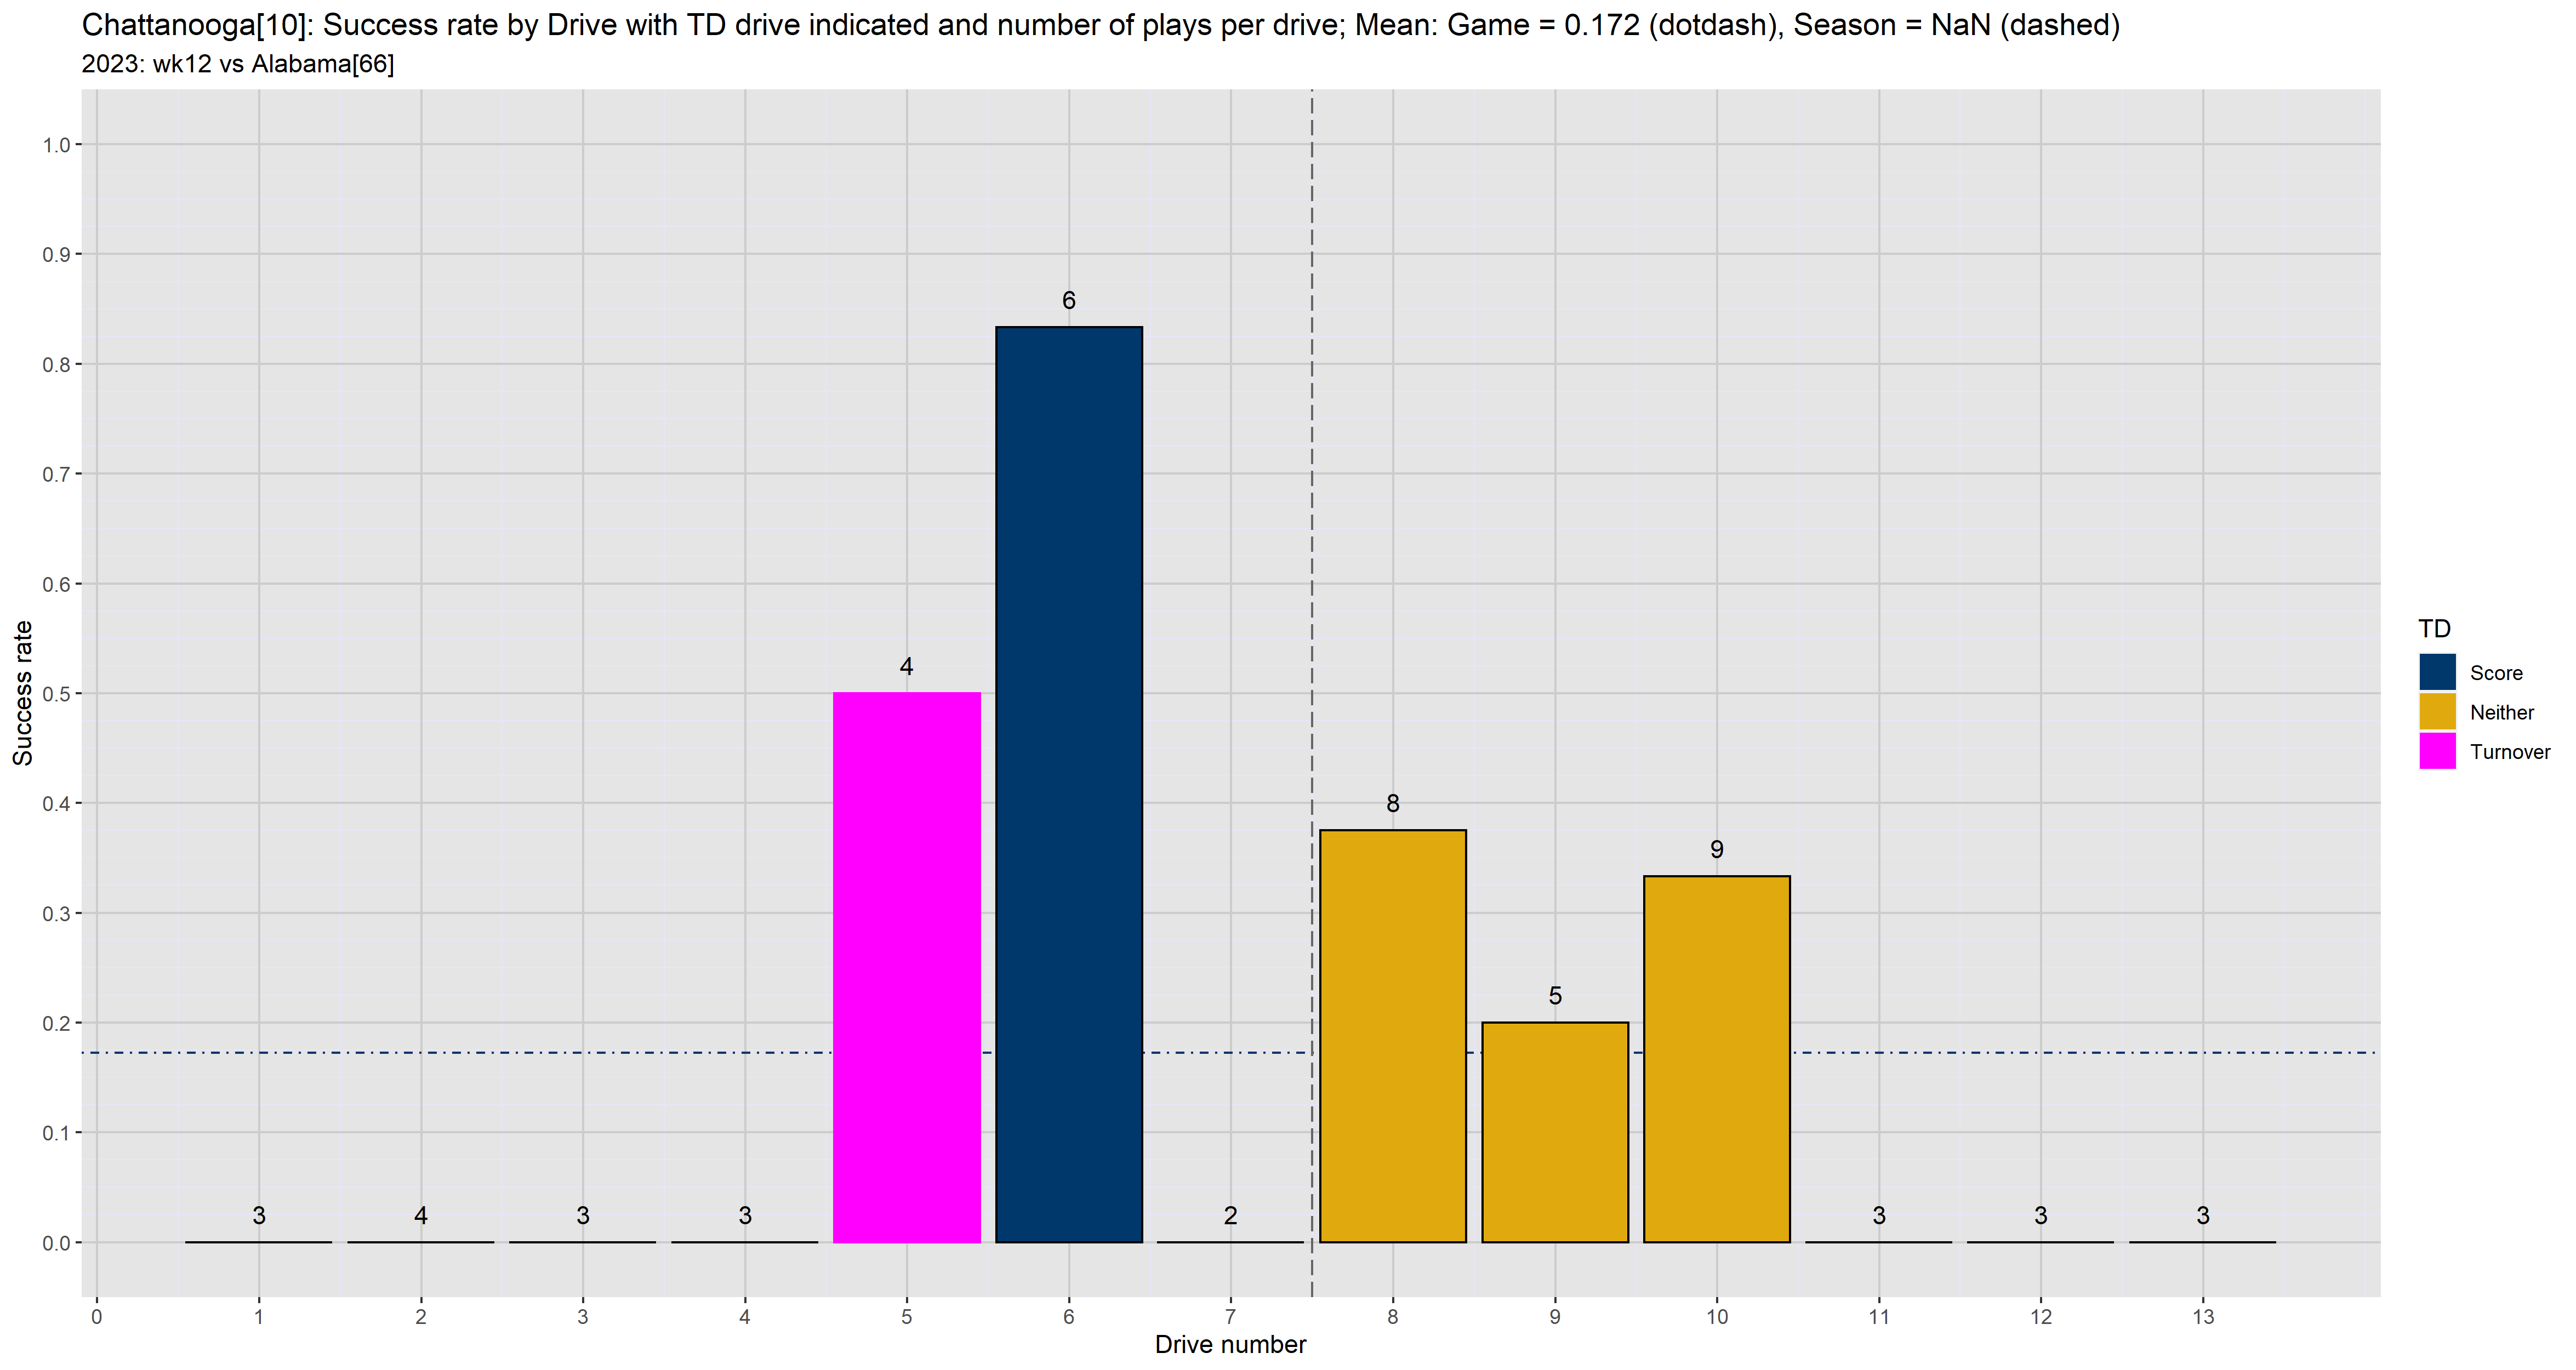 Chattanooga[10]: Success rate by Drive with TD drive indicated and number of plays per drive; Mean: Game = 0.172 (dotdash), Season = NaN (dashed)
2023: wk12 vs Alabama[66]
Success rate
1.0
0.9
0.8
0.7
0.6
0.5
0.4
0.3
0.2
0.1
0.0
3
4
3
3
4
6
2
8
5
9
3
3
3
0 1 2 3 4 5 6 7 8 9 10 11 12 13
Drive number
TD
Score
Neither
Turnover